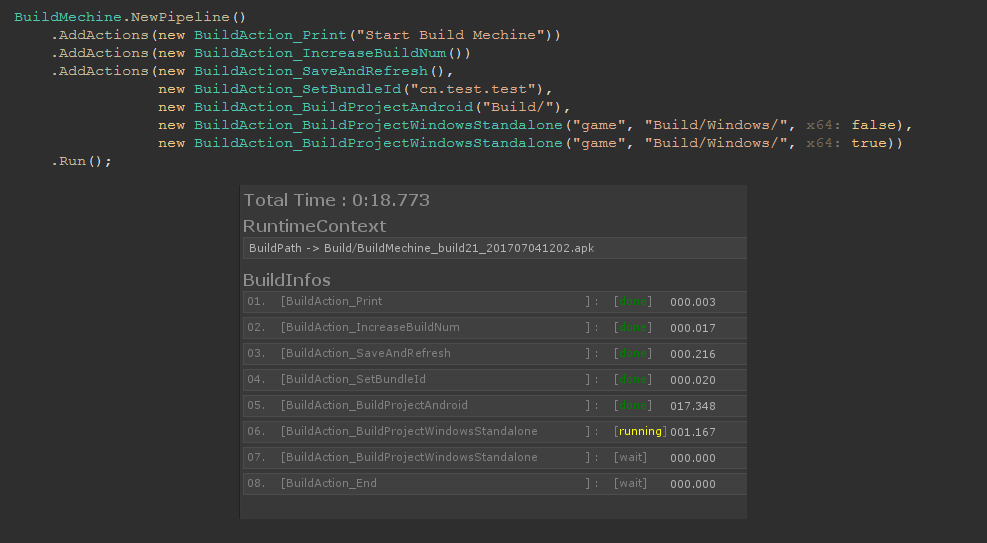 BuildMechine.NewPipeline()
.AddActions(new BuildAction_Print("Start Build Mechine"))
.AddActions(new BuildAction_IncreaseBuildNum())
.AddActions(new BuildAction_SaveAndRefresh(),
new BuildAction_SetBundleId("cn.test.test"),
new BuildAction_BuildProjectAndroid("Build/"),
new BuildAction_BuildProjectWindowsStandalone("game", "Build/Windows/", x64: false),
new BuildAction_BuildProjectWindowsStandalone("game", "Build/Windows/", x64: true))
.Run();
Total Time : 0:18.773
RuntimeContext
BuildPath -> Build/BuildMechine_build21_201707041202.apk
BuildInfos
01. [BuildAction_Print ] : [done] 000.003
02. [BuildAction_IncreaseBuildNum ] : [done] 000.017
03. [BuildAction_SaveAndRefresh ] : [done] 000.216
04. [BuildAction_SetBundleId ] : [done] 000.020
05. [BuildAction_BuildProjectAndroid ] : [done] 017.348
06. [BuildAction_BuildProjectWindowsStandalone ] : [running] 001.167
07. [BuildAction_BuildProjectWindowsStandalone ] : [wait] 000.000
08. [BuildAction_End ] : [wait] 000.000